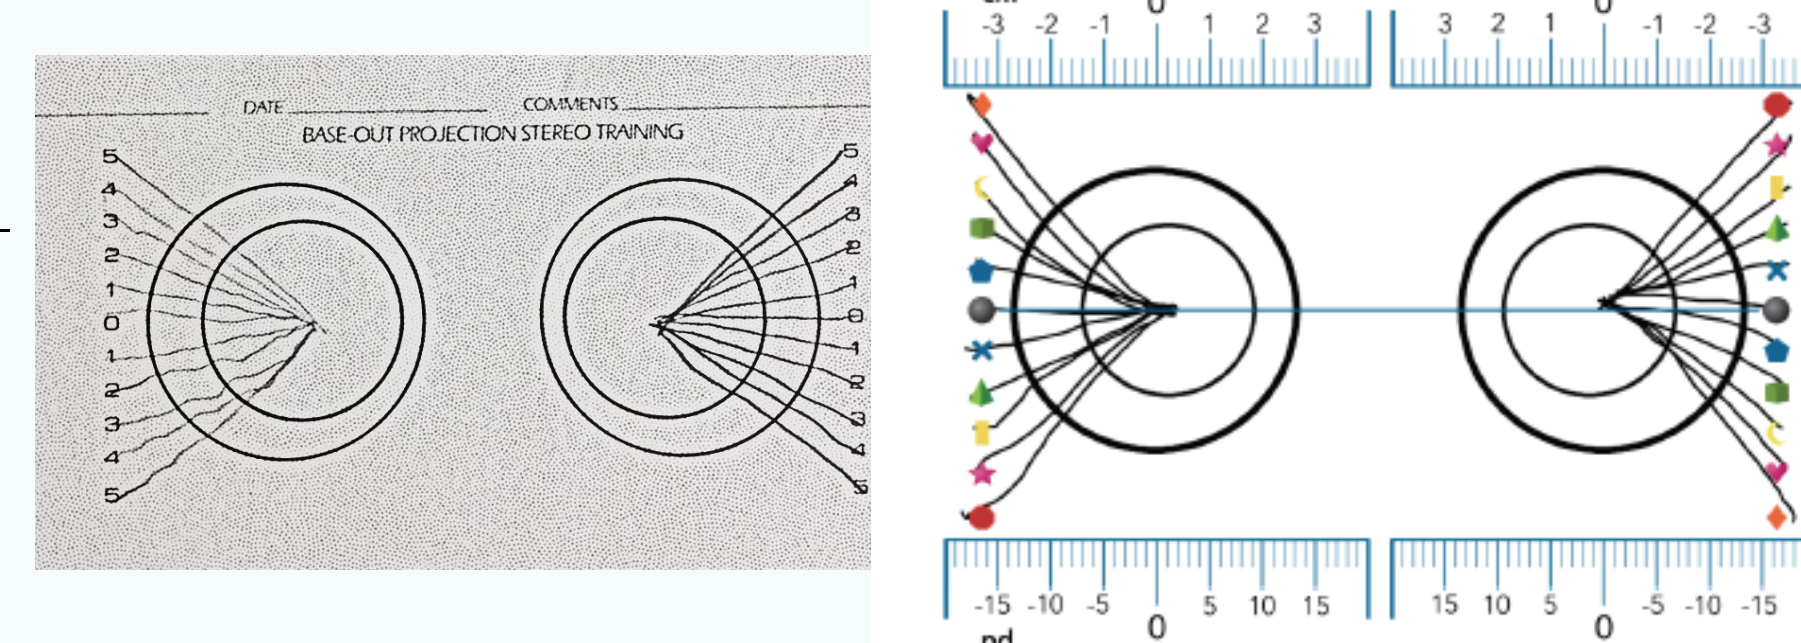 DATE COMMENTS
BASE-OUT PROJECTION STEREO TRAINING
5 5
4 4
3 3
2 2
1 1
0 0
1 1
2 2
3 3
4 4
5 5
cm 0 0
-3 -2 -1 1 2 3 3 2 1 -1 -2 -3
-15 -10 -5 5 10 15 15 10 5 -5 -10 -15
pd 0 0